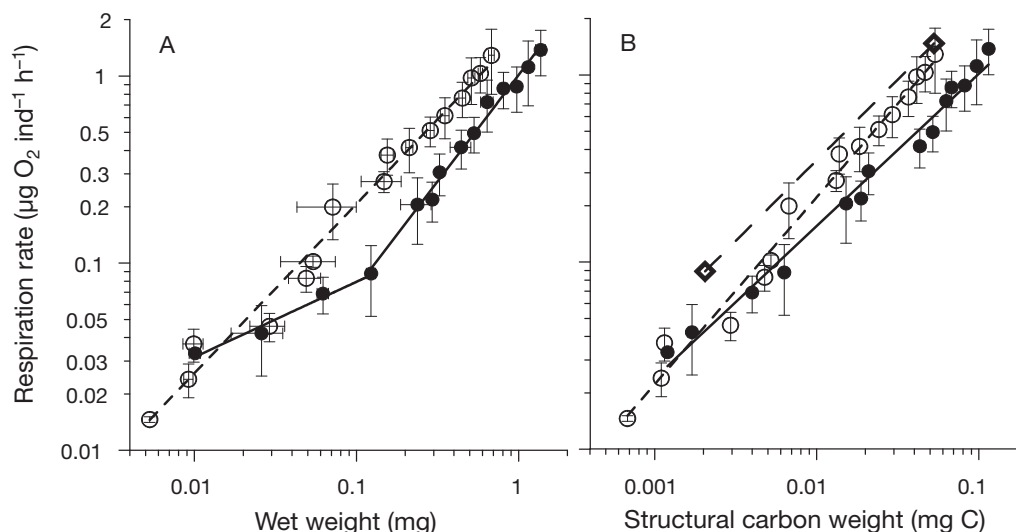 Respiration rate (µg O₂ ind⁻¹ h⁻¹)
2
1
0.5
0.2
0.1
0.05
0.03
0.02
0.01
A
0.01 0.1 1
Wet weight (mg)
B
0.001 0.01 0.1
Structural carbon weight (mg C)